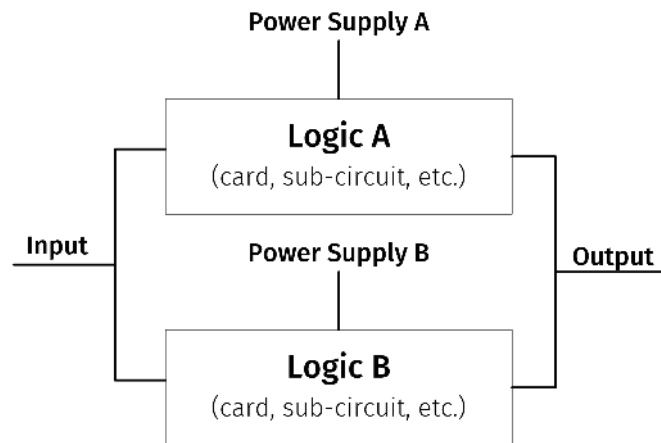 Power Supply A
Logic A
(card, sub-circuit, etc.)
Input
Power Supply B
Output
Logic B
(card, sub-circuit, etc.)